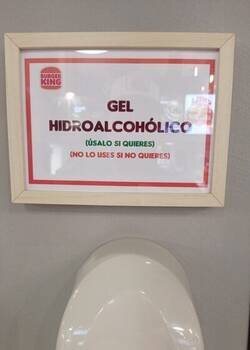 BURGER
KING
GEL
HIDROALCOHÓLICO
(ÚSALO SI QUIERES)
(NO LO USES SI NO QUIERES)